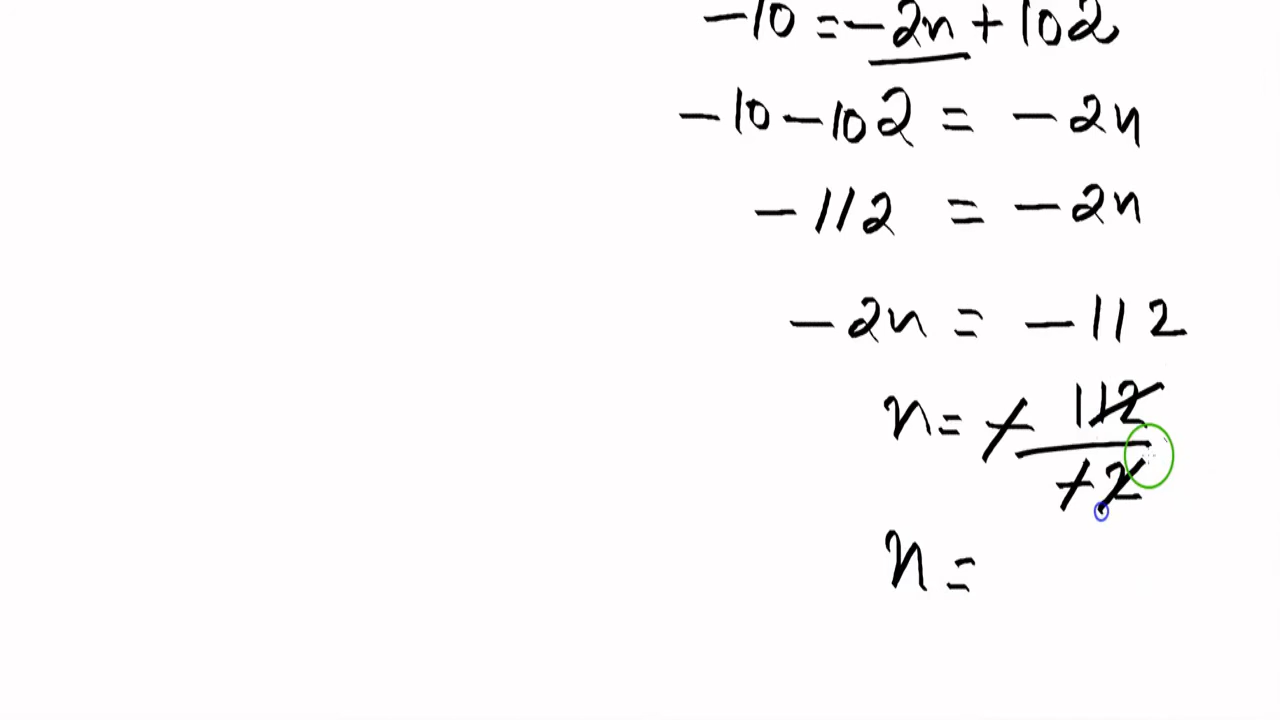 -10 = -2n + 102
-10 - 102 = -2n
-112 = -2n
-2n = -112
n = -112/-2
n =